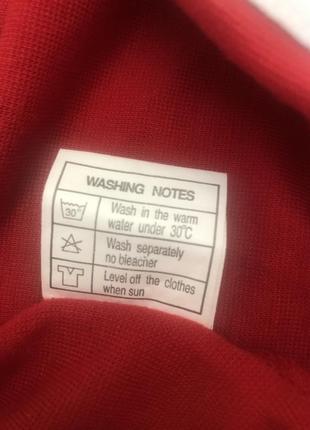 WASHING NOTES
30°
Wash in the warm
water under 30℃
Wash separately
no bleacher
Level off the clothes
when sun